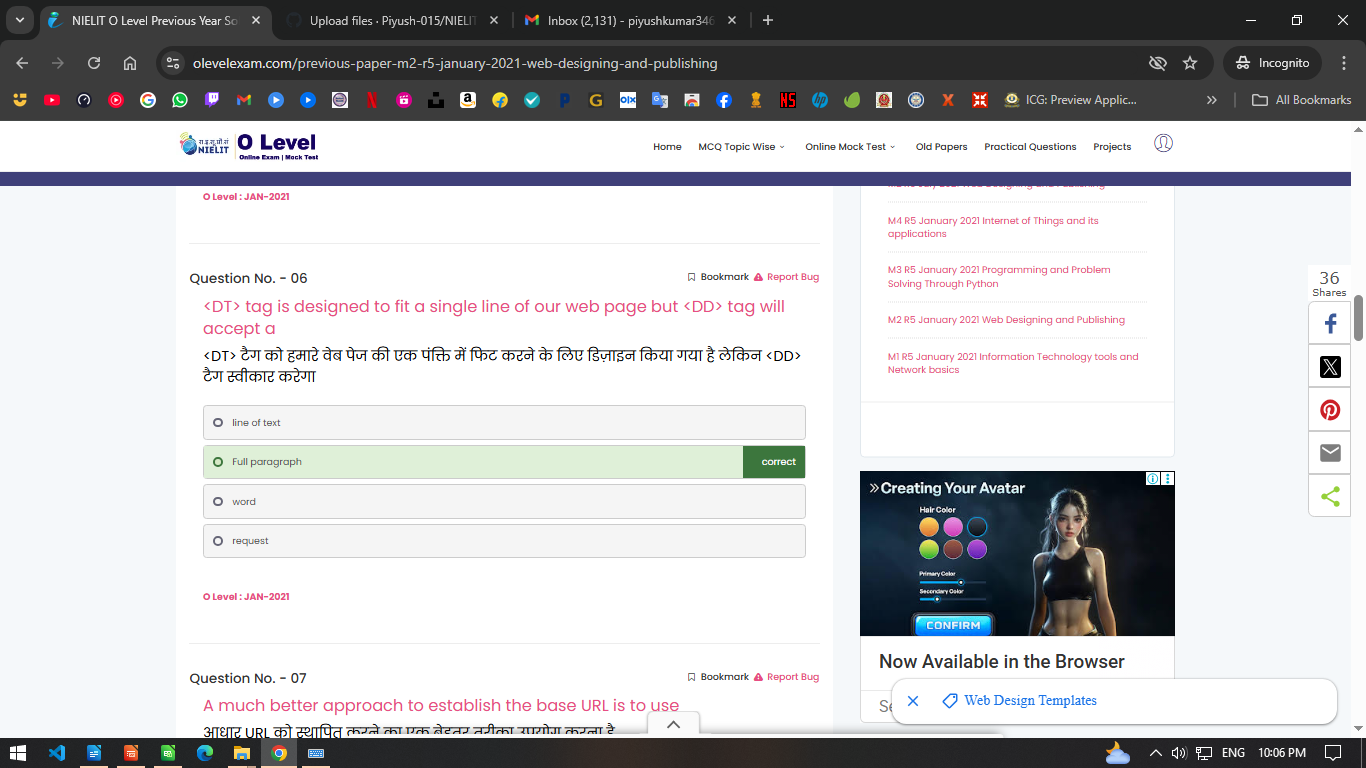 NIELIT O Level Previous Year So
Upload files · Piyush-015/NIELIT
Inbox (2,131) - piyushkumar346
olevelexam.com/previous-paper-m2-r5-january-2021-web-designing-and-publishing
Incognito
ICG: Preview Applic...
All Bookmarks
रा.इ.सू.प्रौ.सं
NIELIT
O Level
Online Exam | Mock Test
Home
MCQ Topic Wise
Online Mock Test
Old Papers
Practical Questions
Projects
O Level : JAN-2021
Question No. - 06
Bookmark
Report Bug
<DT> tag is designed to fit a single line of our web page but <DD> tag will
accept a
<DT> टैग को हमारे वेब पेज की एक पंक्ति में फिट करने के लिए डिज़ाइन किया गया है लेकिन <DD>
टैग स्वीकार करेगा
line of text
Full paragraph
correct
word
request
O Level : JAN-2021
Question No. - 07
Bookmark
Report Bug
A much better approach to establish the base URL is to use
आधार URL को स्थापित करने का एक बेहतर तरीका उपयोग करना है
M4 R5 January 2021 Internet of Things and its
applications
M3 R5 January 2021 Programming and Problem
Solving Through Python
M2 R5 January 2021 Web Designing and Publishing
M1 R5 January 2021 Information Technology tools and
Network basics
36
Shares
Creating Your Avatar
Hair Color
Primary Color
Secondary Color
CONFIRM
Now Available in the Browser
Se
Web Design Templates
ENG
10:06 PM